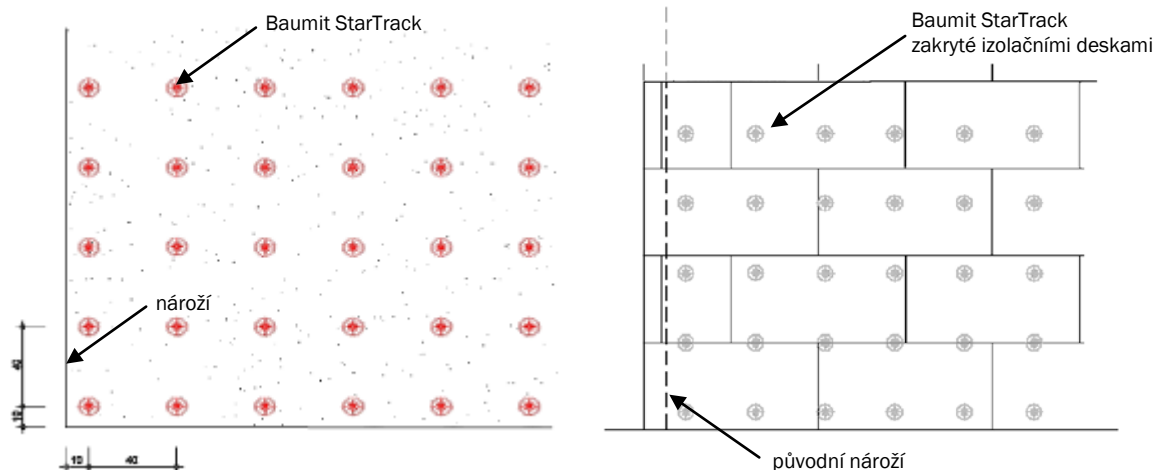 Baumit StarTrack
nároží
40
10
10
40
Baumit StarTrack
zakryté izolačními deskami
původní nároží